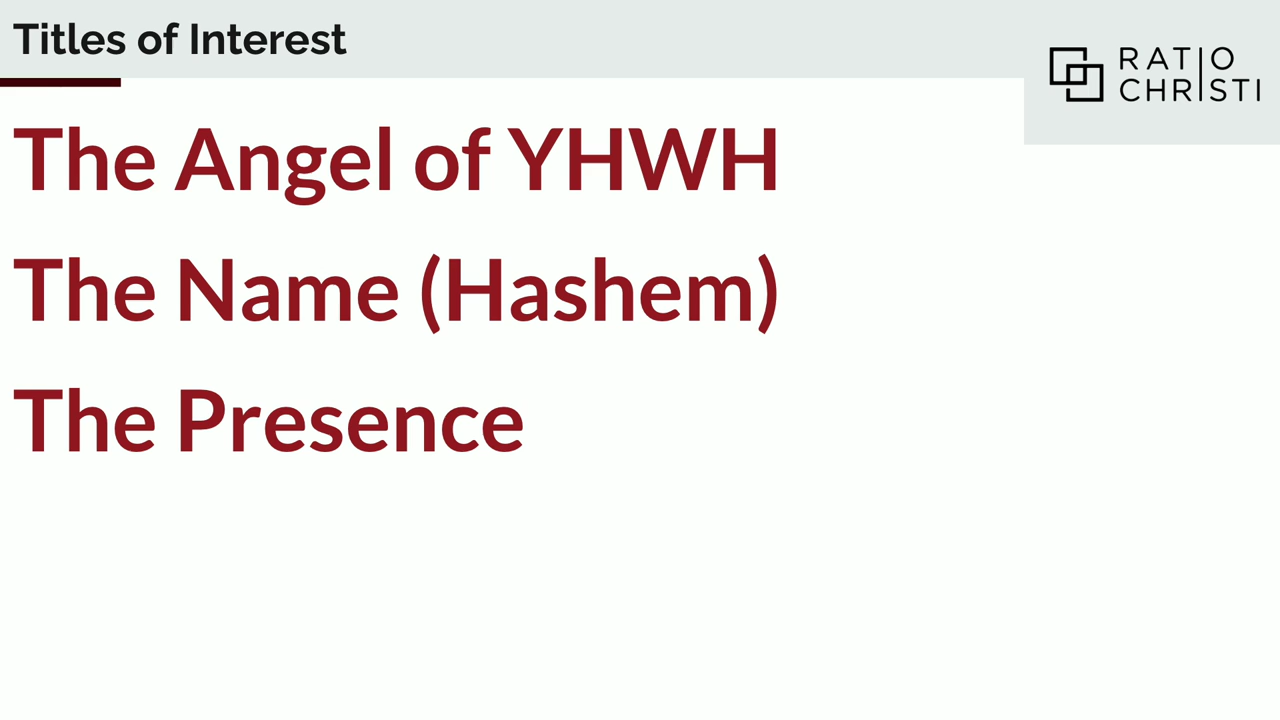 Titles of Interest
RATIO
CHRISTI
The Angel of YHWH
The Name (Hashem)
The Presence